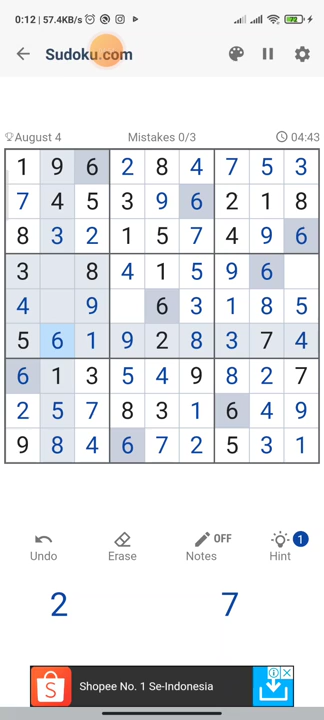 0:12 | 57.4KB/s
72
Sudoku.com
August 4 Mistakes 0/3 04:43
1 9 6 2 8 4 7 5 3
7 4 5 3 9 6 2 1 8
8 3 2 1 5 7 4 9 6
3 8 4 1 5 9 6
4 9 6 3 1 8 5
5 6 1 9 2 8 3 7 4
6 1 3 5 4 9 8 2 7
2 5 7 8 3 1 6 4 9
9 8 4 6 7 2 5 3 1
OFF 1
Undo Erase Notes Hint
2 7
Shopee No. 1 Se-Indonesia